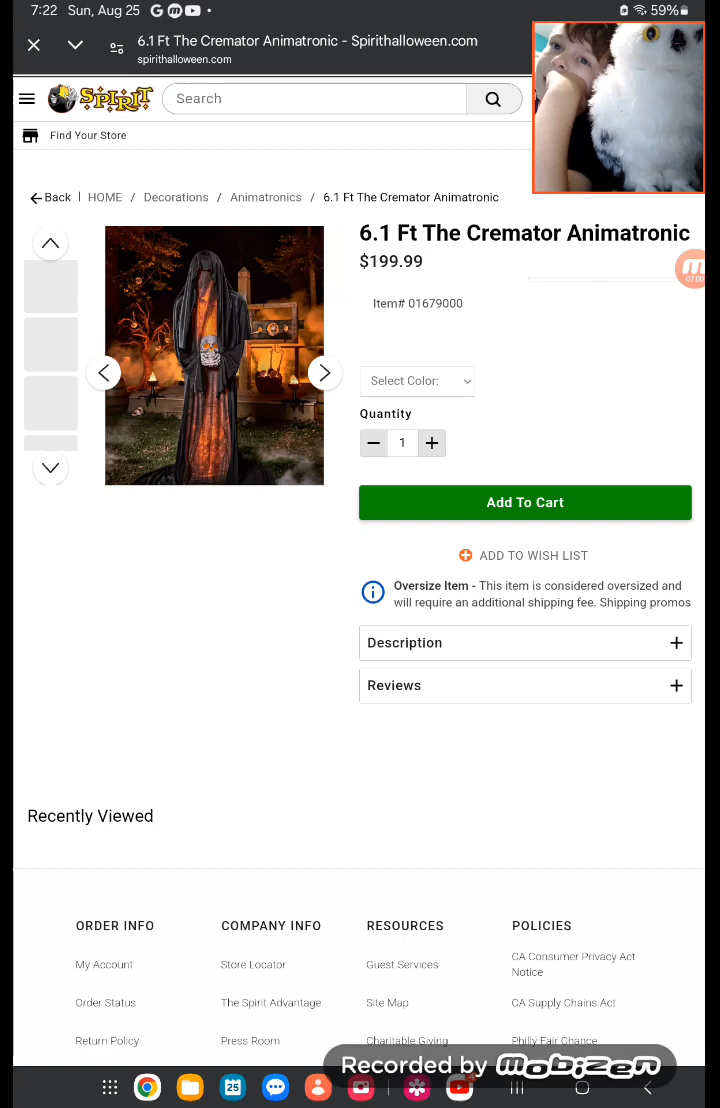 7:22 Sun, Aug 25
59%
6.1 Ft The Cremator Animatronic - Spirithalloween.com
spirithalloween.com
SPIRIT
Search
Find Your Store
Back | HOME / Decorations / Animatronics / 6.1 Ft The Cremator Animatronic
6.1 Ft The Cremator Animatronic
$199.99
07:00
Item# 01679000
Select Color:
Quantity
1
Add To Cart
ADD TO WISH LIST
Oversize Item - This item is considered oversized and
will require an additional shipping fee. Shipping promos
Description
Reviews
Recently Viewed
ORDER INFO
COMPANY INFO
RESOURCES
POLICIES
My Account
Store Locator
Guest Services
CA Consumer Privacy Act
Notice
Order Status
The Spirit Advantage
Site Map
CA Supply Chains Act
Return Policy
Press Room
Charitable Giving
Philly Fair Chance
Recorded by mobizen
25